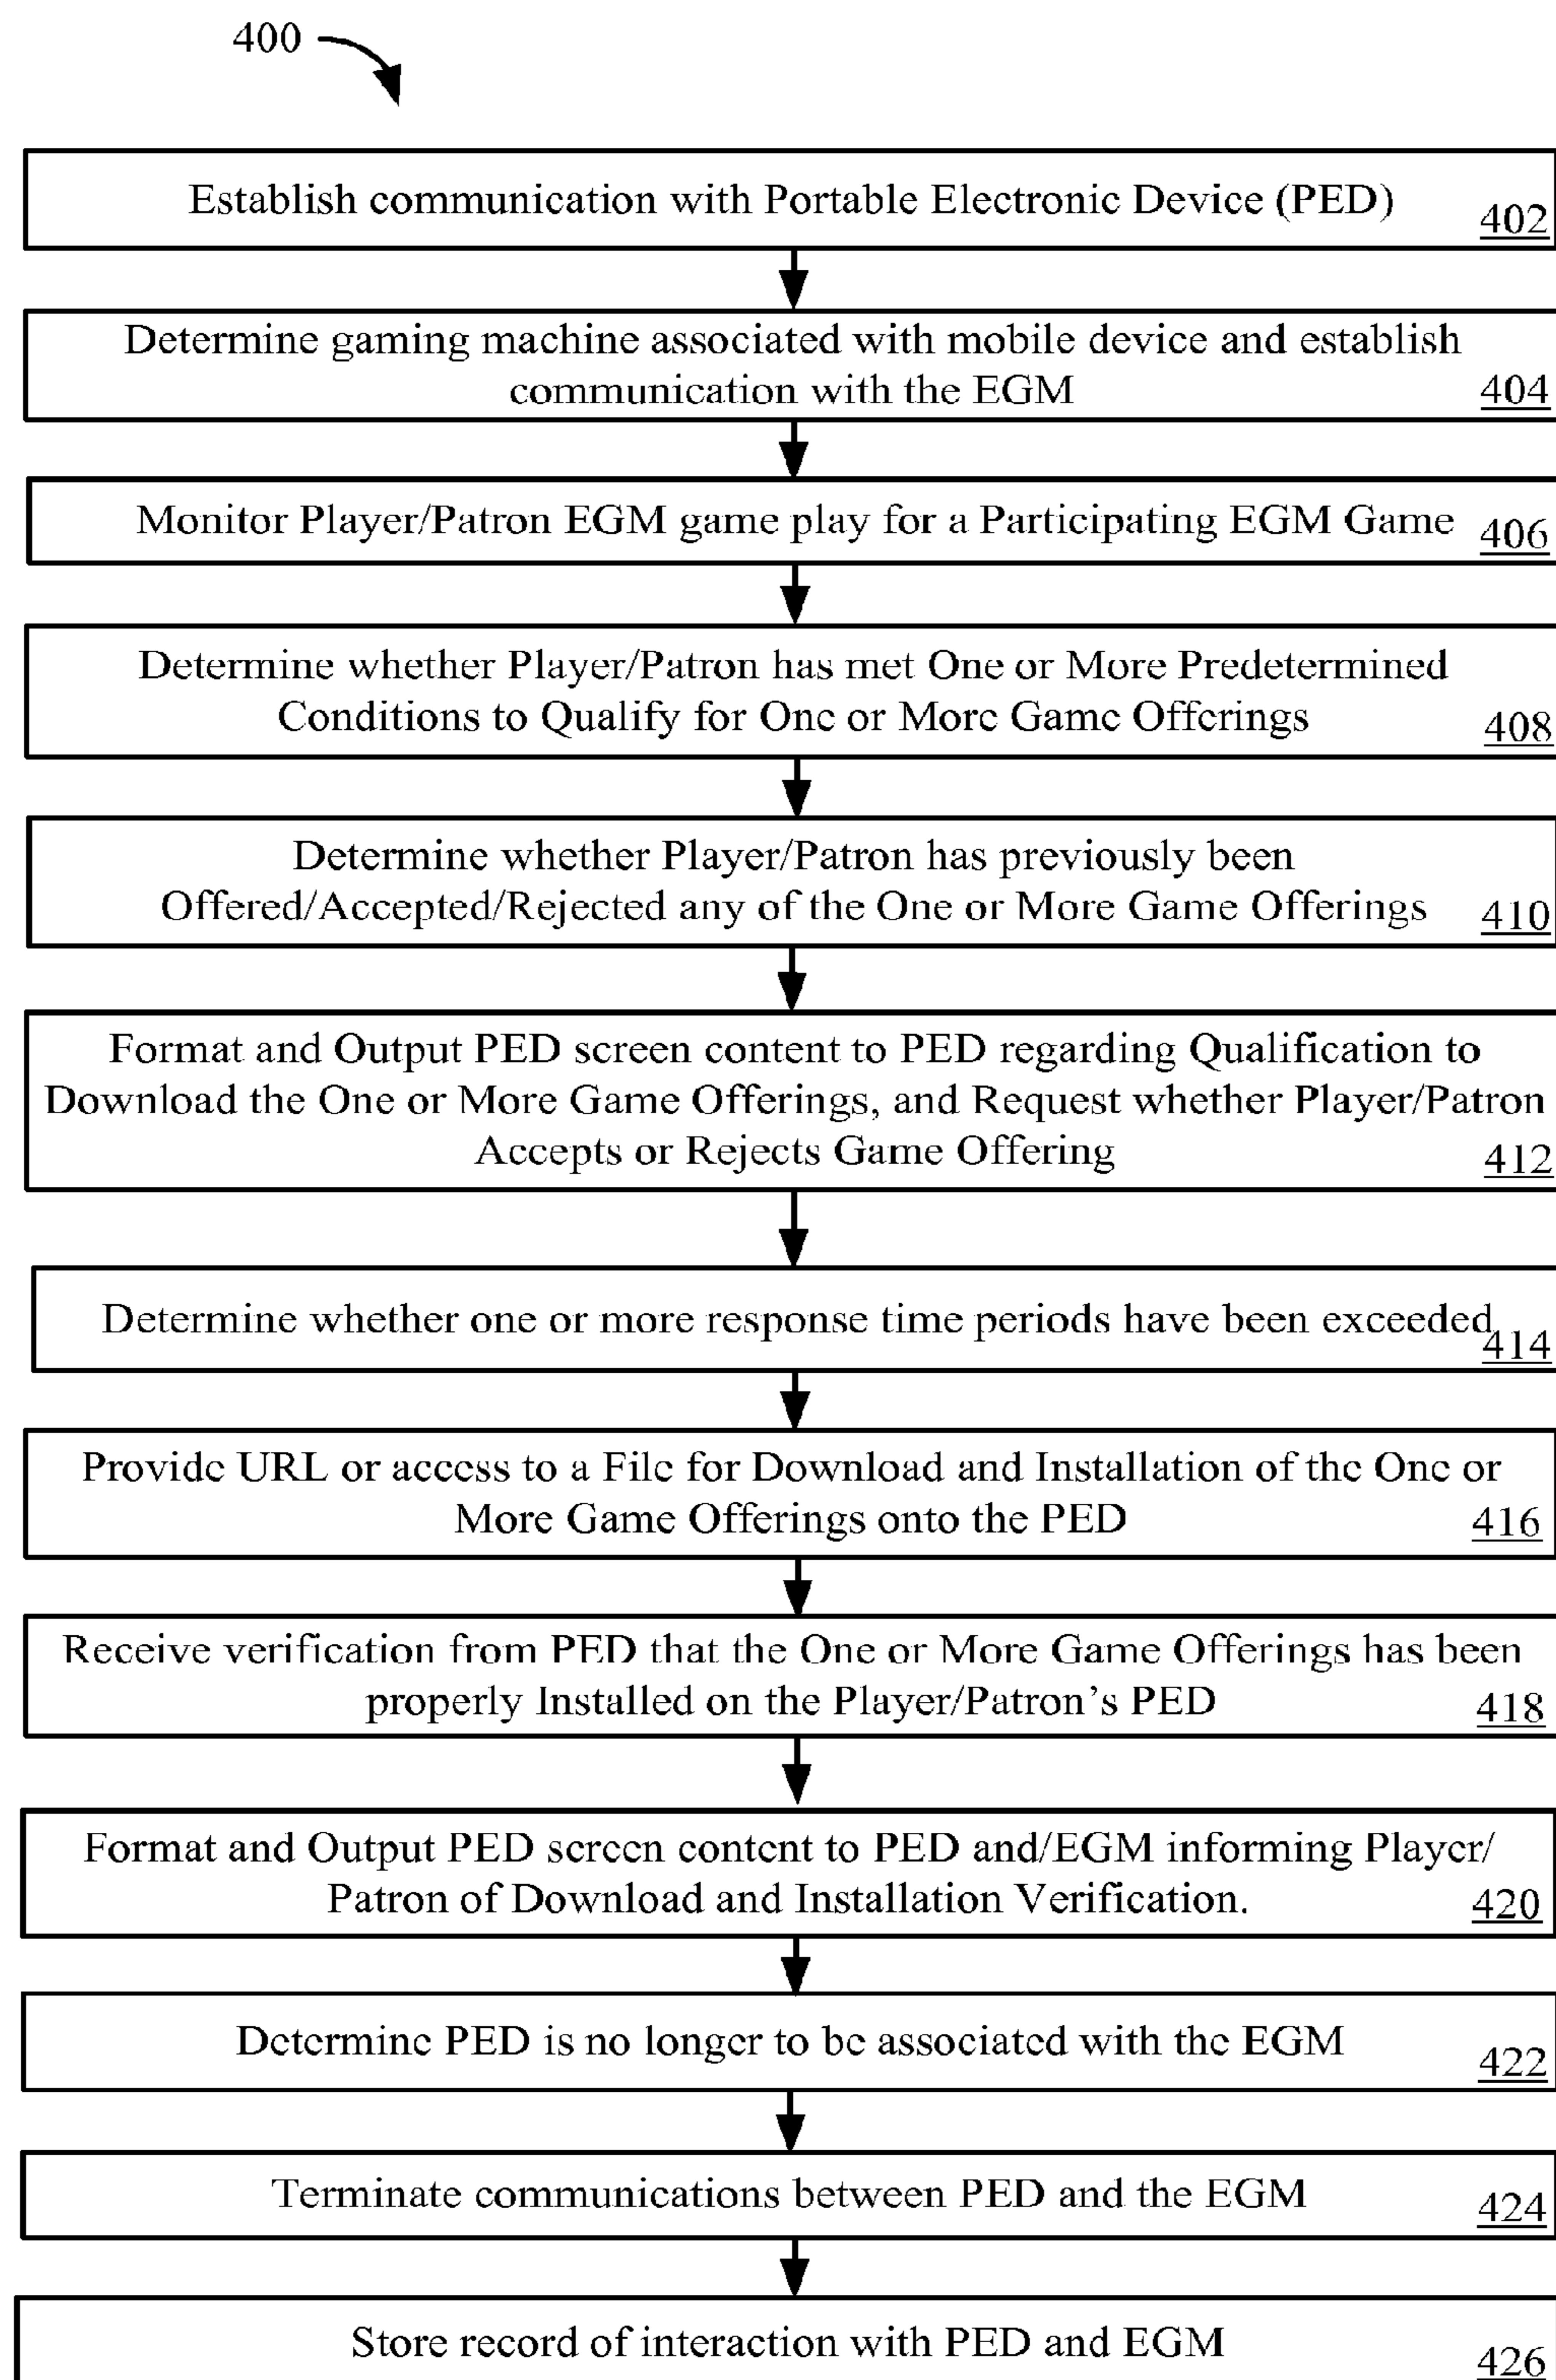 400
Establish communication with Portable Electronic Device (PED)
402
Determine gaming machine associated with mobile device and establish
communication with the EGM
404
Monitor Player/Patron EGM game play for a Participating EGM Game
406
Determine whether Player/Patron has met One or More Predetermined
Conditions to Qualify for One or More Game Offerings
408
Determine whether Player/Patron has previously been
Offered/Accepted/Rejected any of the One or More Game Offerings
410
Format and Output PED screen content to PED regarding Qualification to
Download the One or More Game Offerings, and Request whether Player/Patron
Accepts or Rejects Game Offering
412
Determine whether one or more response time periods have been exceeded
414
Provide URL or access to a File for Download and Installation of the One or
More Game Offerings onto the PED
416
Receive verification from PED that the One or More Game Offerings has been
properly Installed on the Player/Patron's PED
418
Format and Output PED screen content to PED and/EGM informing Player/
Patron of Download and Installation Verification.
420
Determine PED is no longer to be associated with the EGM
422
Terminate communications between PED and the EGM
424
Store record of interaction with PED and EGM
426